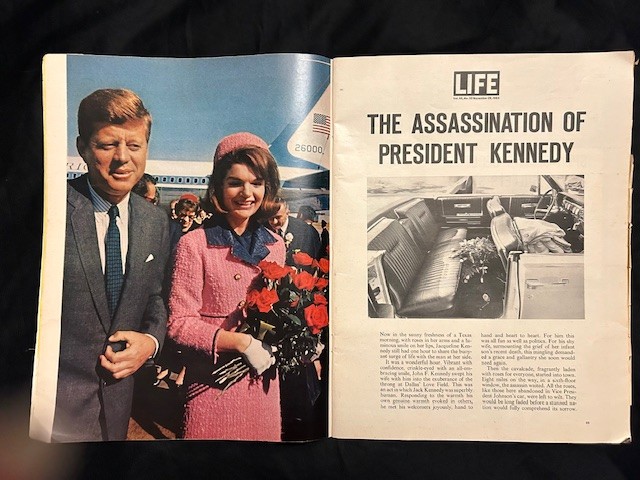 26000
LIFE
THE ASSASSINATION OF
PRESIDENT KENNEDY
Now in the sunny freshness of a Texas
morning, with roses in her arms and a lu-
minous smile on her lips, Jacqueline Ken-
nedy still had one hour to share the buoy-
ant surge of life with the man at her side.
It was a wonderful hour. Vibrant with
confidence, crinkle-eyed with an all-em-
bracing smile, John F. Kennedy swept his
wife with him into the exuberance of the
throng at Dallas' Love Field. This was
an act in which Jack Kennedy was superbly
human. Responding to the warmth his
own genuine warmth evoked in others,
he met his welcomers joyously, hand to
hand and heart to heart. For him this
was all fun as well as politics. For his shy
wife, surmounting the grief of her infant
son's recent death, this mingling demand-
ed a grace and gallantry she soon would
need again.
Then the cavalcade, fragrantly laden
with roses for everyone, started into town.
Eight miles on the way, in a sixth-floor
window, the assassin waited. All the roses,
like those here abandoned in Vice Presi-
dent Johnson's car, were left to wilt. They
would be long faded before a stunned na-
tion would fully comprehend its sorrow.